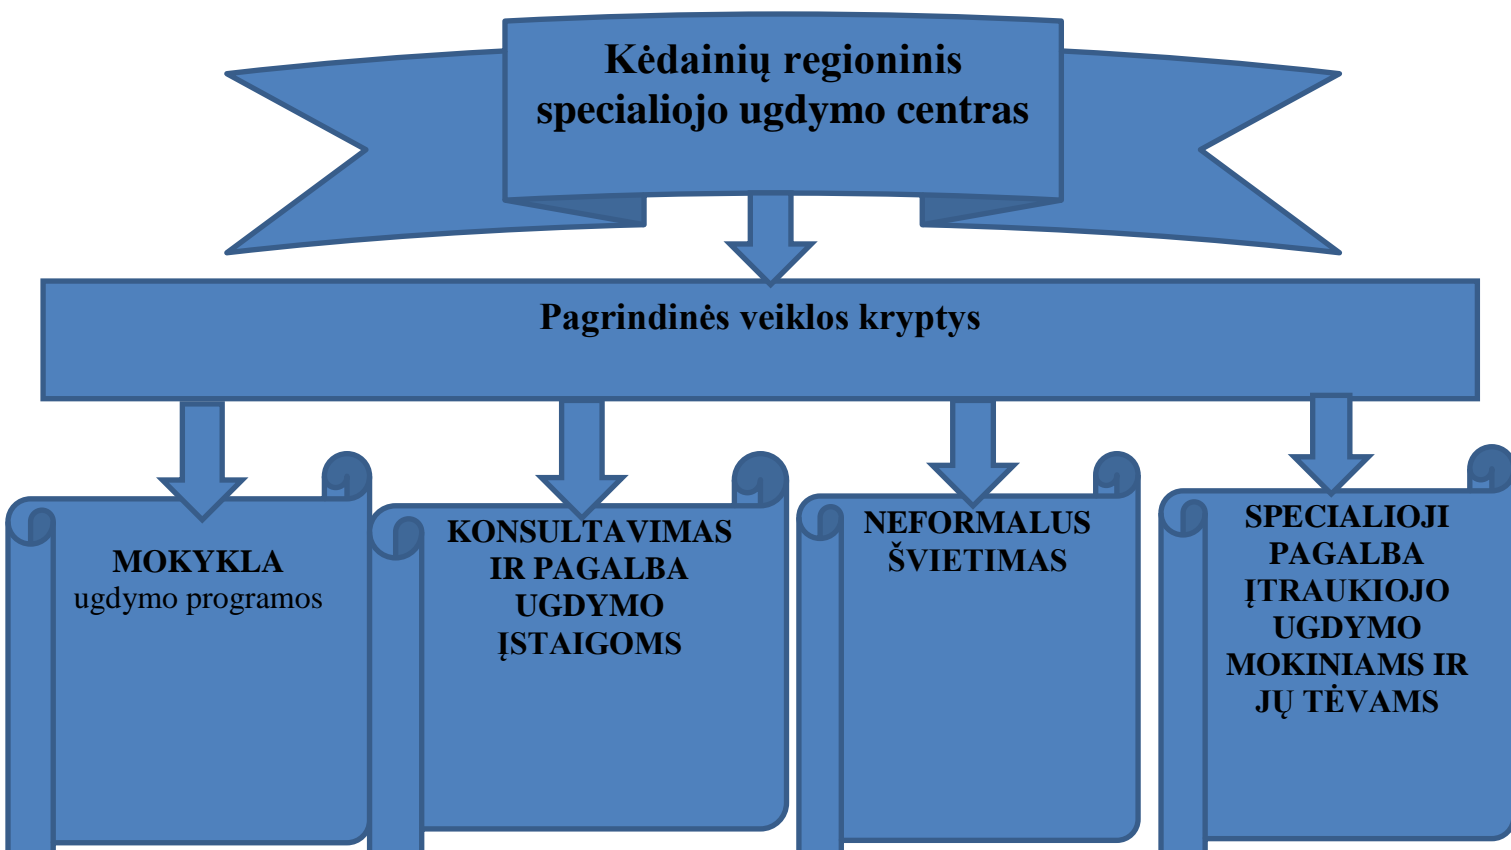 Kėdainių regioninis
specialiojo ugdymo centras
Pagrindinės veiklos kryptys
MOKYKLA
ugdymo programos
KONSULTAVIMAS
IR PAGALBA
UGDYMO
ĮSTAIGOMS
NEFORMALUS
ŠVIETIMAS
SPECIALIOJI
PAGALBA
ĮTRAUKIOJO
UGDYMO
MOKINIAMS IR
JŲ TĖVAMS